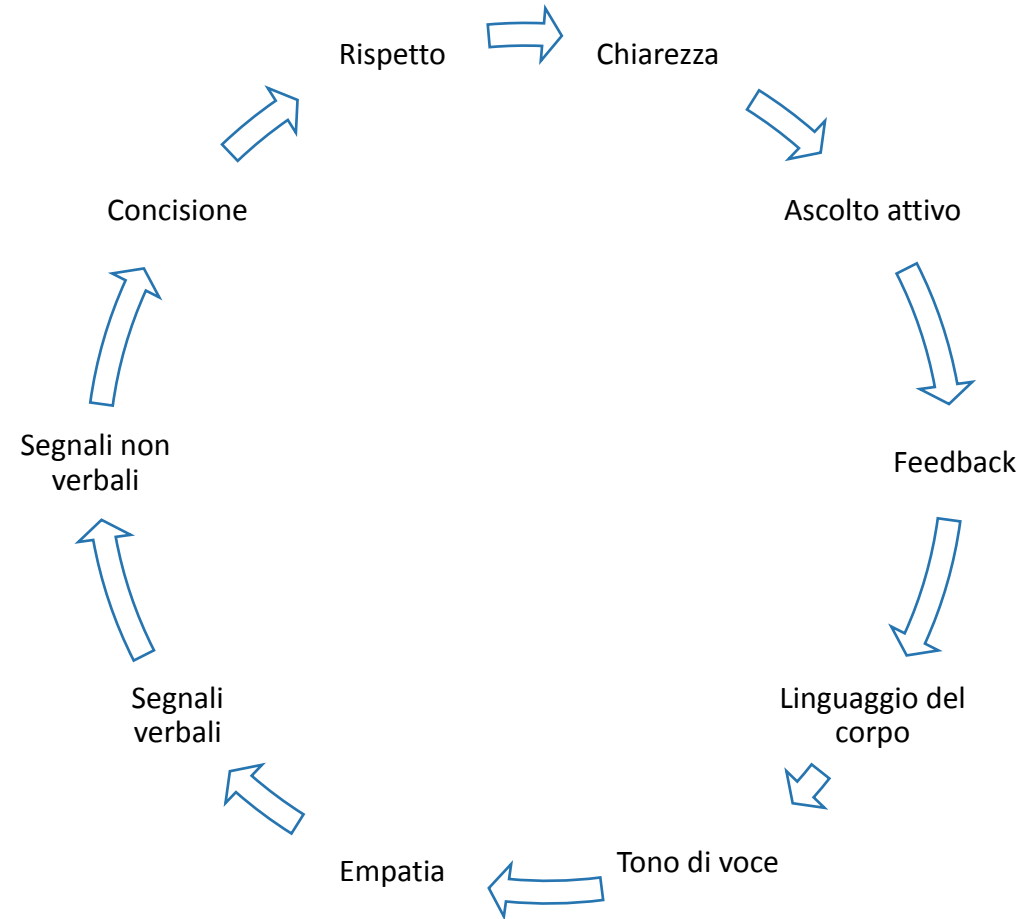 Rispetto
Chiarezza
Ascolto attivo
Feedback
Linguaggio del
corpo
Tono di voce
Empatia
Segnali
verbali
Segnali non
verbali
Concisione